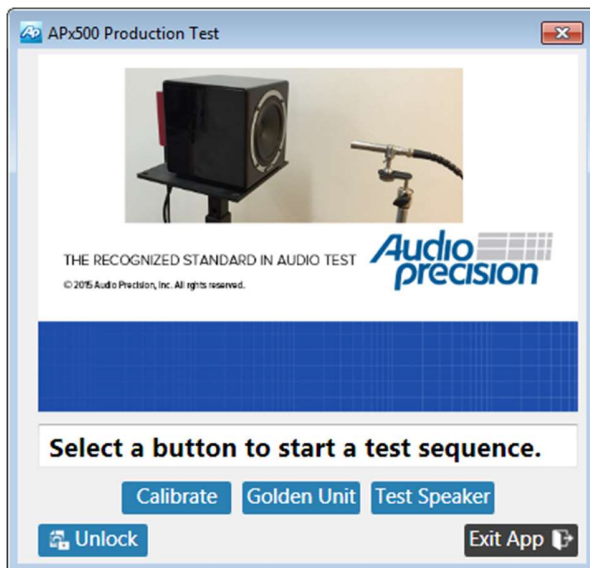 AP APx500 Production Test
THE RECOGNIZED STANDARD IN AUDIO TEST
Audio
precision
© 2015 Audio Precision, Inc. All rights reserved.
Select a button to start a test sequence.
Calibrate Golden Unit Test Speaker
Unlock Exit App